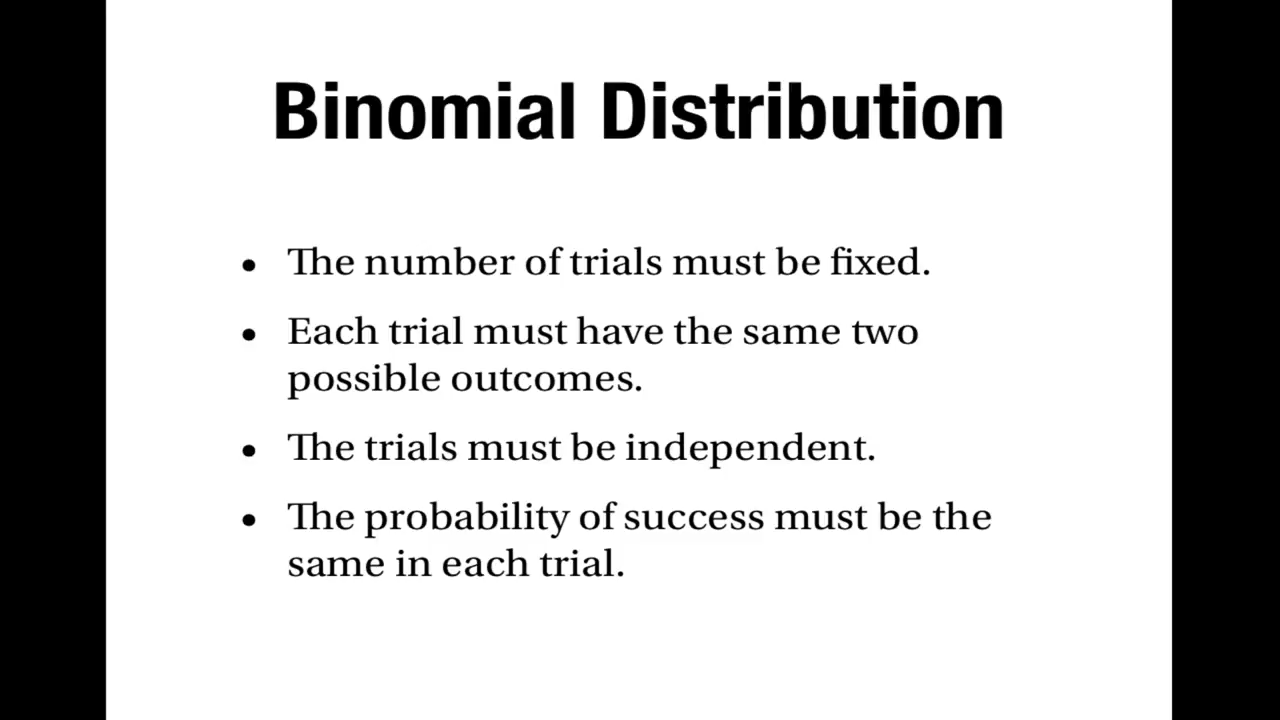 Binomial Distribution
• The number of trials must be fixed.
• Each trial must have the same two
possible outcomes.
• The trials must be independent.
• The probability of success must be the
same in each trial.